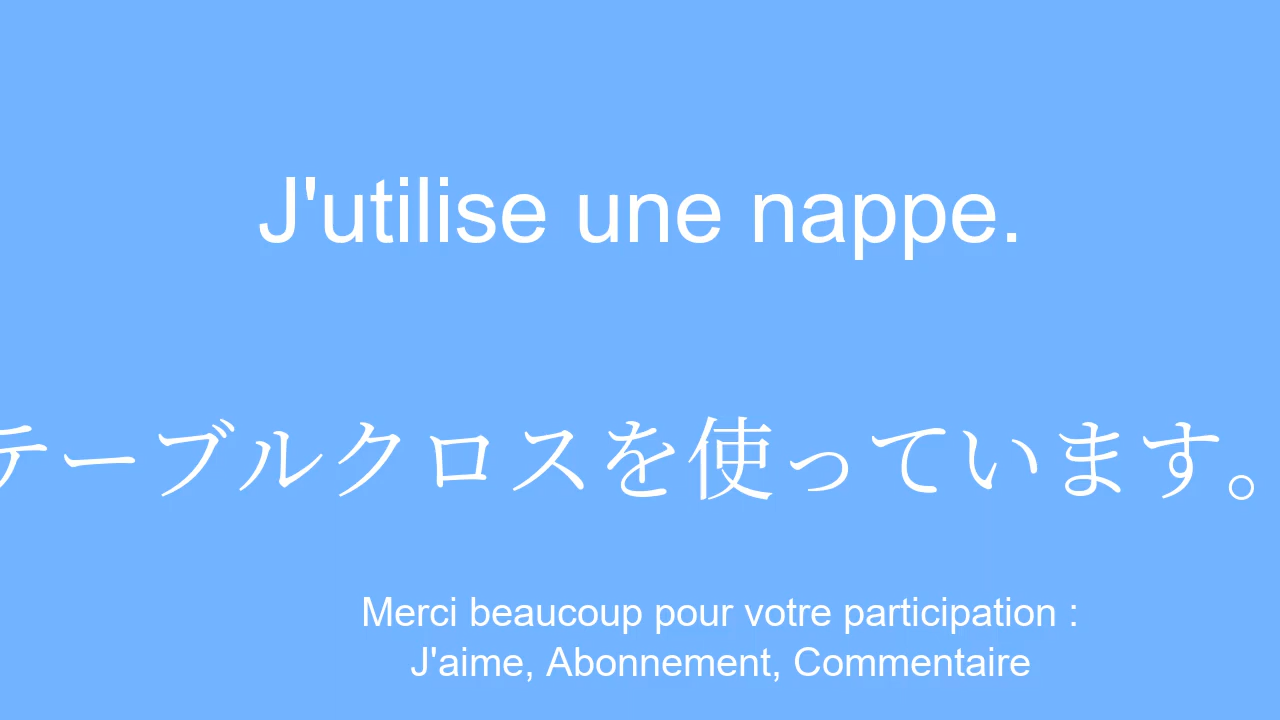 J'utilise une nappe.
テーブルクロスを使っています。
Merci beaucoup pour votre participation :
J'aime, Abonnement, Commentaire